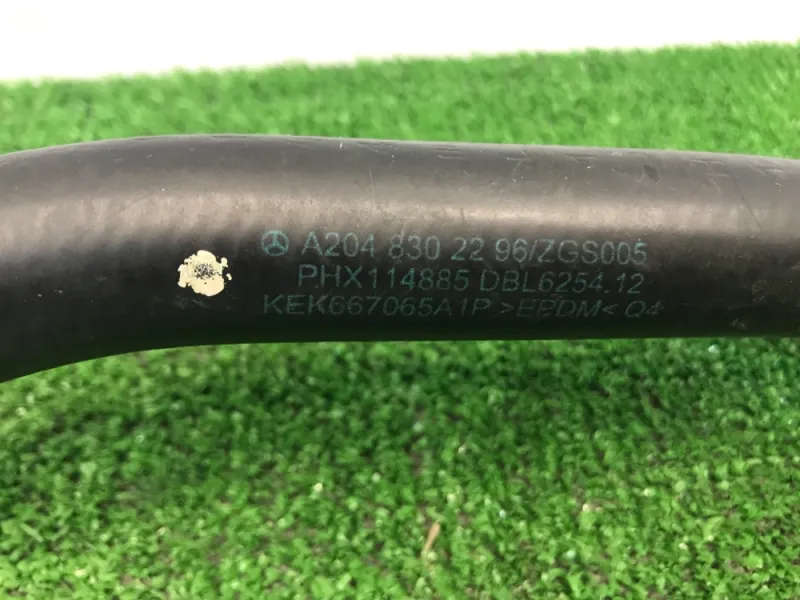 A204 830 22 96/ZGS005
PHX114885 DBL6254.12
KEK667065A1P >EPDM< Q4